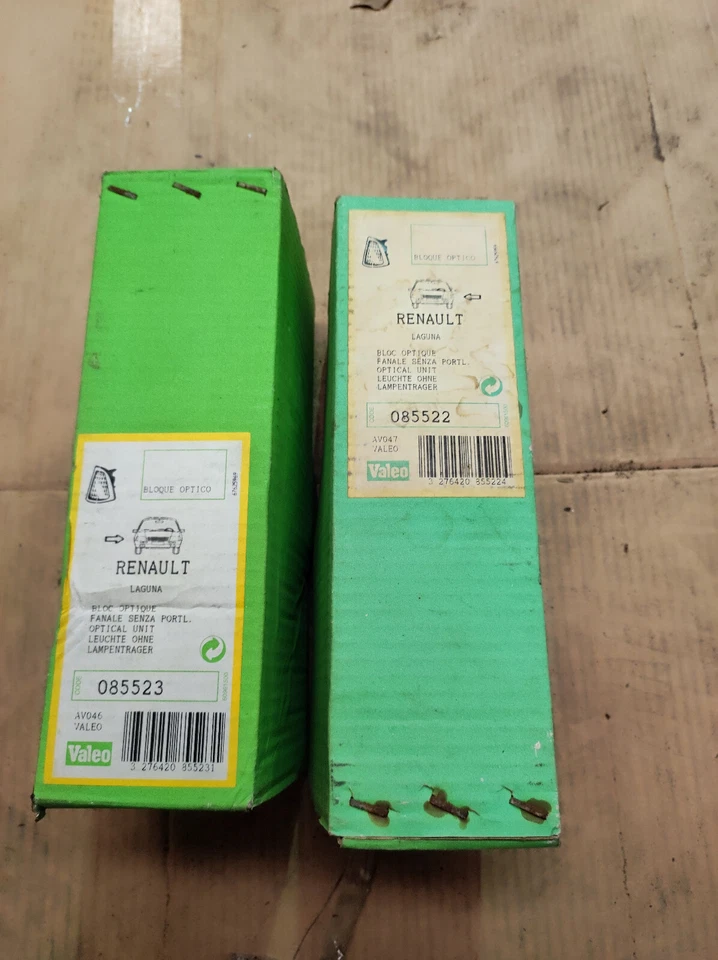 BLOQUE OPTICO
RENAULT
LAGUNA
BLOC OPTIQUE
FANALE SENZA PORTL.
OPTICAL UNIT
LEUCHTE OHNE
LAMPENTRAGER
CODE
085523
AV046
VALEO
Valeo
3 276420 855231
BLOQUE OPTICO
RENAULT
LAGUNA
BLOC OPTIQUE
FANALE SENZA PORTL.
OPTICAL UNIT
LEUCHTE OHNE
LAMPENTRAGER
CODE
085522
AV047
VALEO
Valeo
3 276420 855224